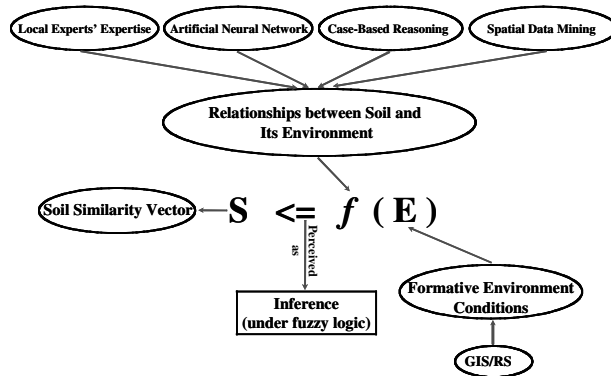 Local Experts' Expertise
Artificial Neural Network
Case-Based Reasoning
Spatial Data Mining
Relationships between Soil and
Its Environment
Soil Similarity Vector
S <= f ( E )
Perceived
as
Inference
(under fuzzy logic)
Formative Environment
Conditions
GIS/RS